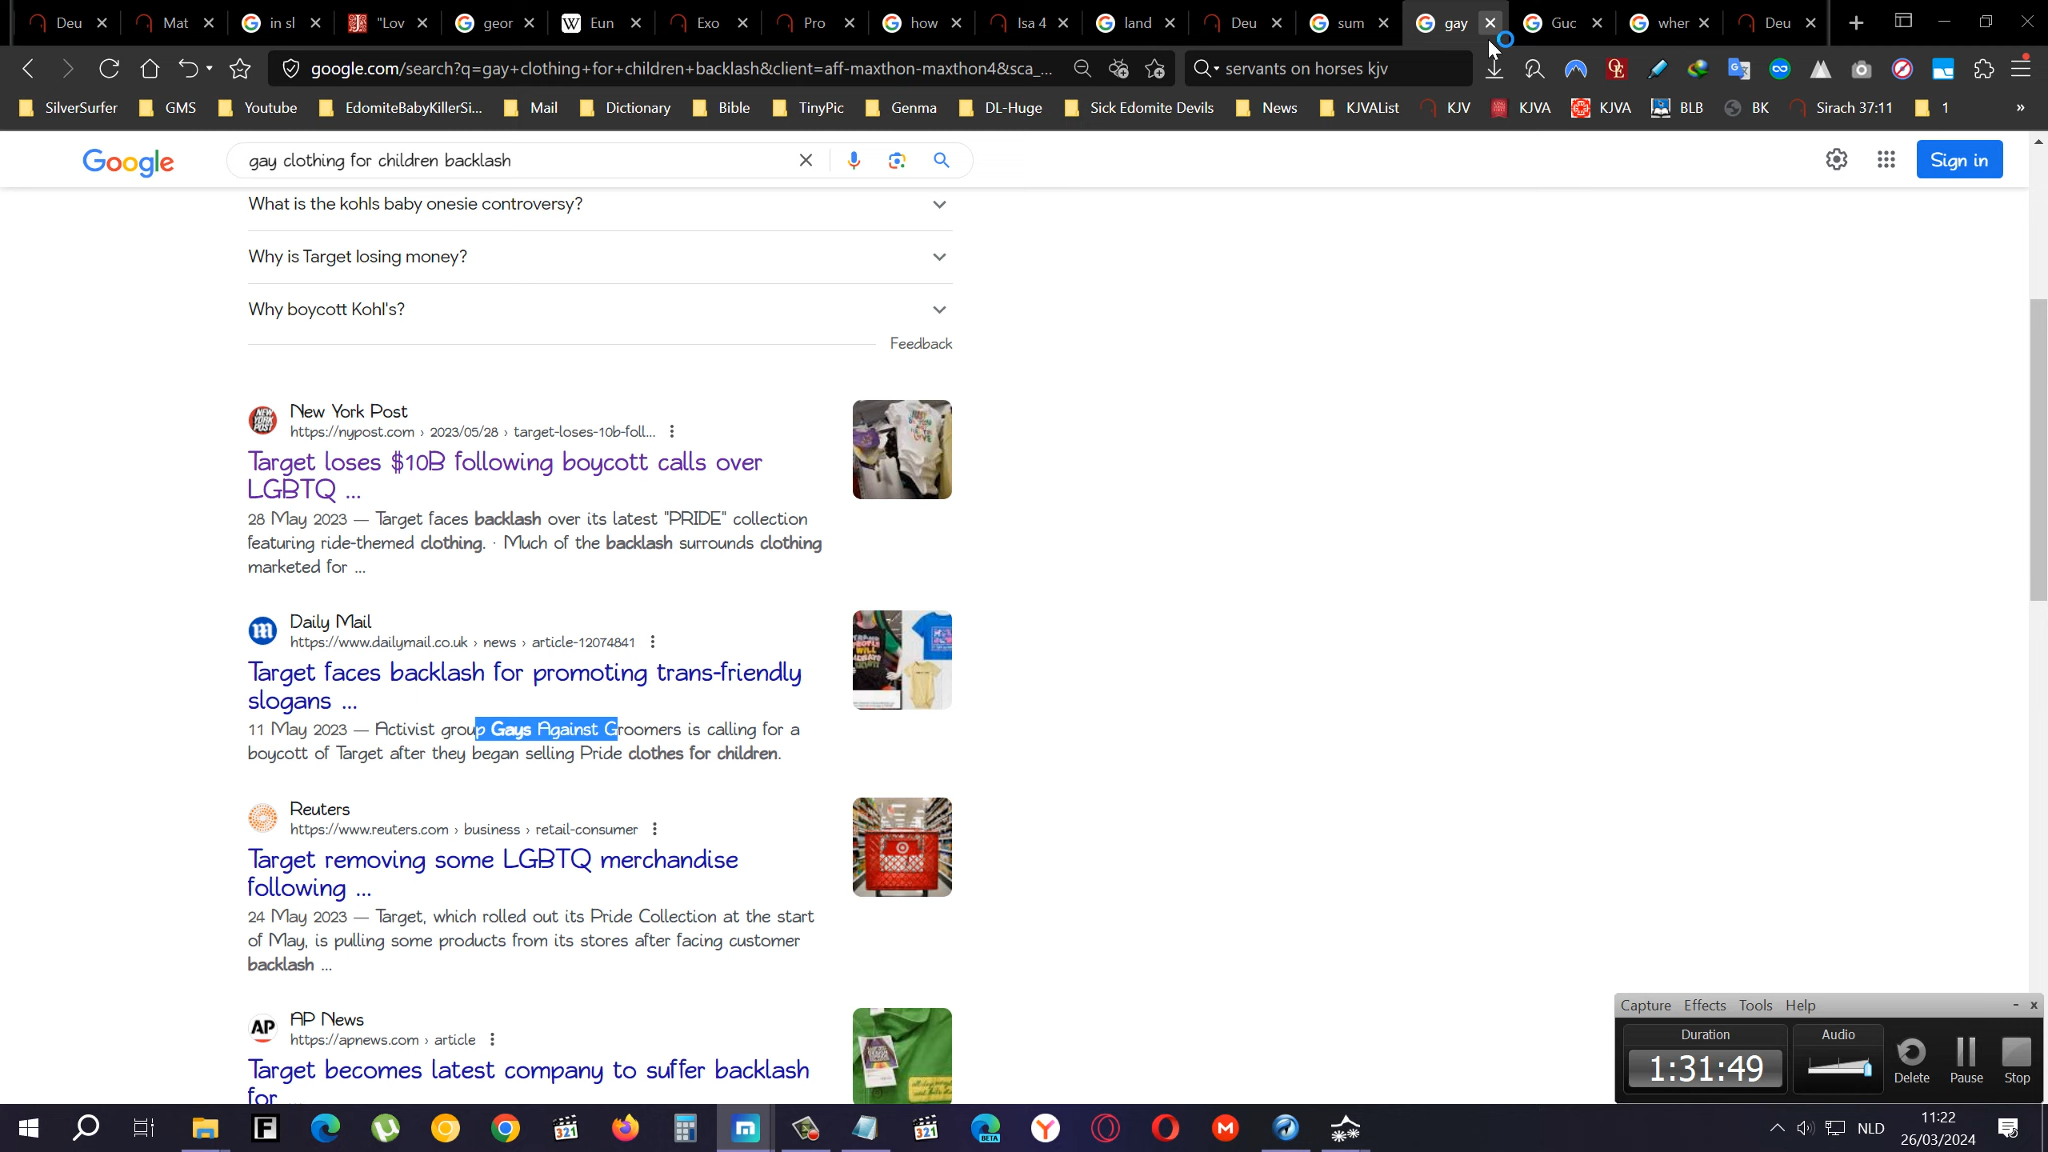 Deu Mat in sl "Lov geor Eun Exo Pro how Isa 4 land Deu sum gay Guc wher Deu
google.com/search?q=gay+clothing+for+children+backlash&client=aff-maxthon-maxthon4&sca_... servants on horses kjv
SilverSurfer GMS Youtube EdomiteBabyKillerSi... Mail Dictionary Bible TinyPic Genma DL-Huge Sick Edomite Devils News KJVAList KJV KJVA KJVA BLB BK Sirach 37:11 1 »
Google gay clothing for children backlash Sign in
What is the kohls baby onesie controversy?
Why is Target losing money?
Why boycott Kohl's?
Feedback
New York Post
https://nypost.com › 2023/05/28 › target-loses-10b-foll...
Target loses $10B following boycott calls over
LGBTQ ...
28 May 2023 — Target faces backlash over its latest "PRIDE" collection
featuring ride-themed clothing. · Much of the backlash surrounds clothing
marketed for ...
Daily Mail
https://www.dailymail.co.uk › news › article-12074841
Target faces backlash for promoting trans-friendly
slogans ...
11 May 2023 — Activist group Gays Against Groomers is calling for a
boycott of Target after they began selling Pride clothes for children.
Reuters
https://www.reuters.com › business › retail-consumer
Target removing some LGBTQ merchandise
following ...
24 May 2023 — Target, which rolled out its Pride Collection at the start
of May, is pulling some products from its stores after facing customer
backlash ...
AP News
https://apnews.com › article
Target becomes latest company to suffer backlash
for ...
Capture Effects Tools Help
Duration Audio
1:31:49
Delete Pause Stop
NLD
11:22
26/03/2024